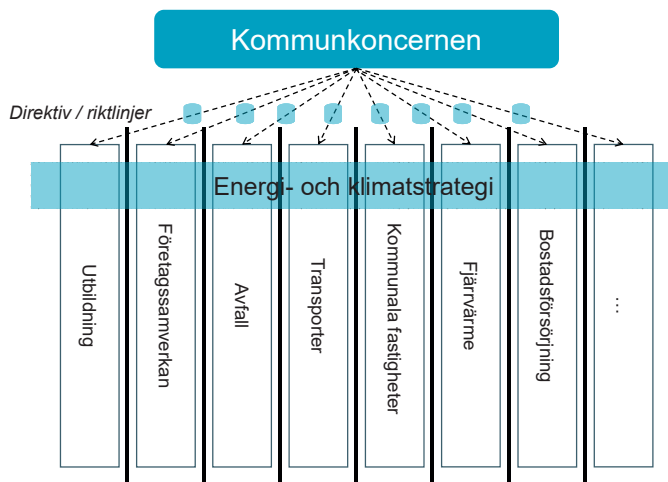 Kommunkoncernen
Direktiv / riktlinjer
Energi- och klimatstrategi
Utbildning
Företagssamverkan
Avfall
Transporter
Kommunala fastigheter
Fjärrvärme
Bostadsförsörjning
...